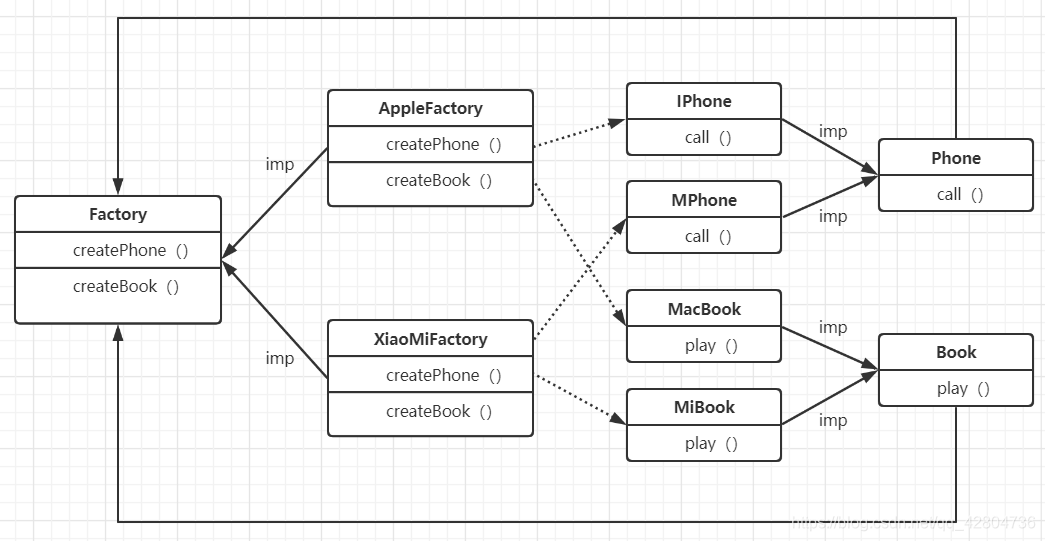 AppleFactory
createPhone ()
createBook ()
imp
Factory
createPhone ()
createBook ()
XiaoMiFactory
createPhone ()
createBook ()
imp
IPhone
call ()
MPhone
call ()
MacBook
play ()
MiBook
play ()
imp
imp
Phone
call ()
imp
imp
Book
play ()
https://blog.csdn.net/qq_42804736